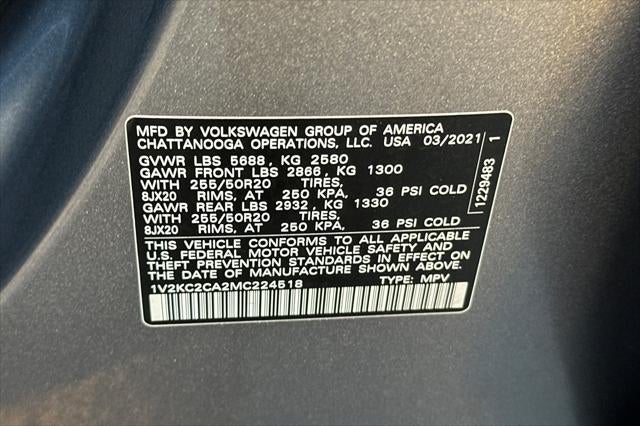 MFD BY VOLKSWAGEN GROUP OF AMERICA
CHATTANOOGA OPERATIONS, LLC. USA 03/2021
GVWR LBS 5688, KG 2580
GAWR FRONT LBS 2866, KG 1300
WITH 255/50R20 TIRES,
8JX20 RIMS, AT 250 KPA, 36 PSI COLD
GAWR REAR LBS 2932, KG 1330
WITH 255/50R20 TIRES,
8JX20 RIMS, AT 250 KPA, 36 PSI COLD
THIS VEHICLE CONFORMS TO ALL APPLICABLE
U.S. FEDERAL MOTOR VEHICLE SAFETY AND
THEFT PREVENTION STANDARDS IN EFFECT ON
THE DATE OF MANUFACTURE SHOWN ABOVE.
1V2KC2CA2MC224518 TYPE: MPV
1229483 1